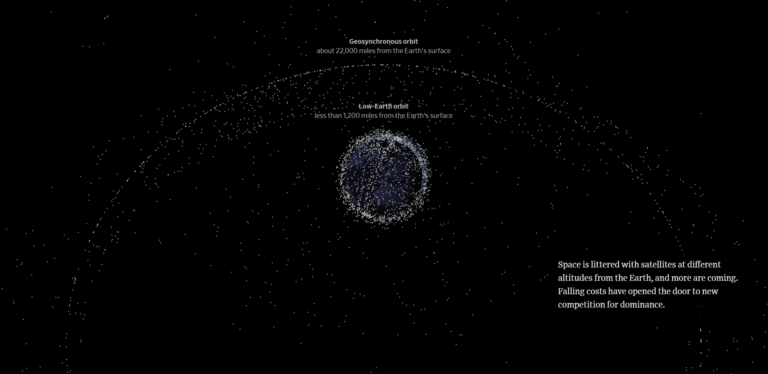 Geosynchronous orbit
about 22,000 miles from the Earth's surface
Low-Earth orbit
less than 1,200 miles from the Earth's surface
Space is littered with satellites at different
altitudes from the Earth, and more are coming.
Falling costs have opened the door to new
competition for dominance.